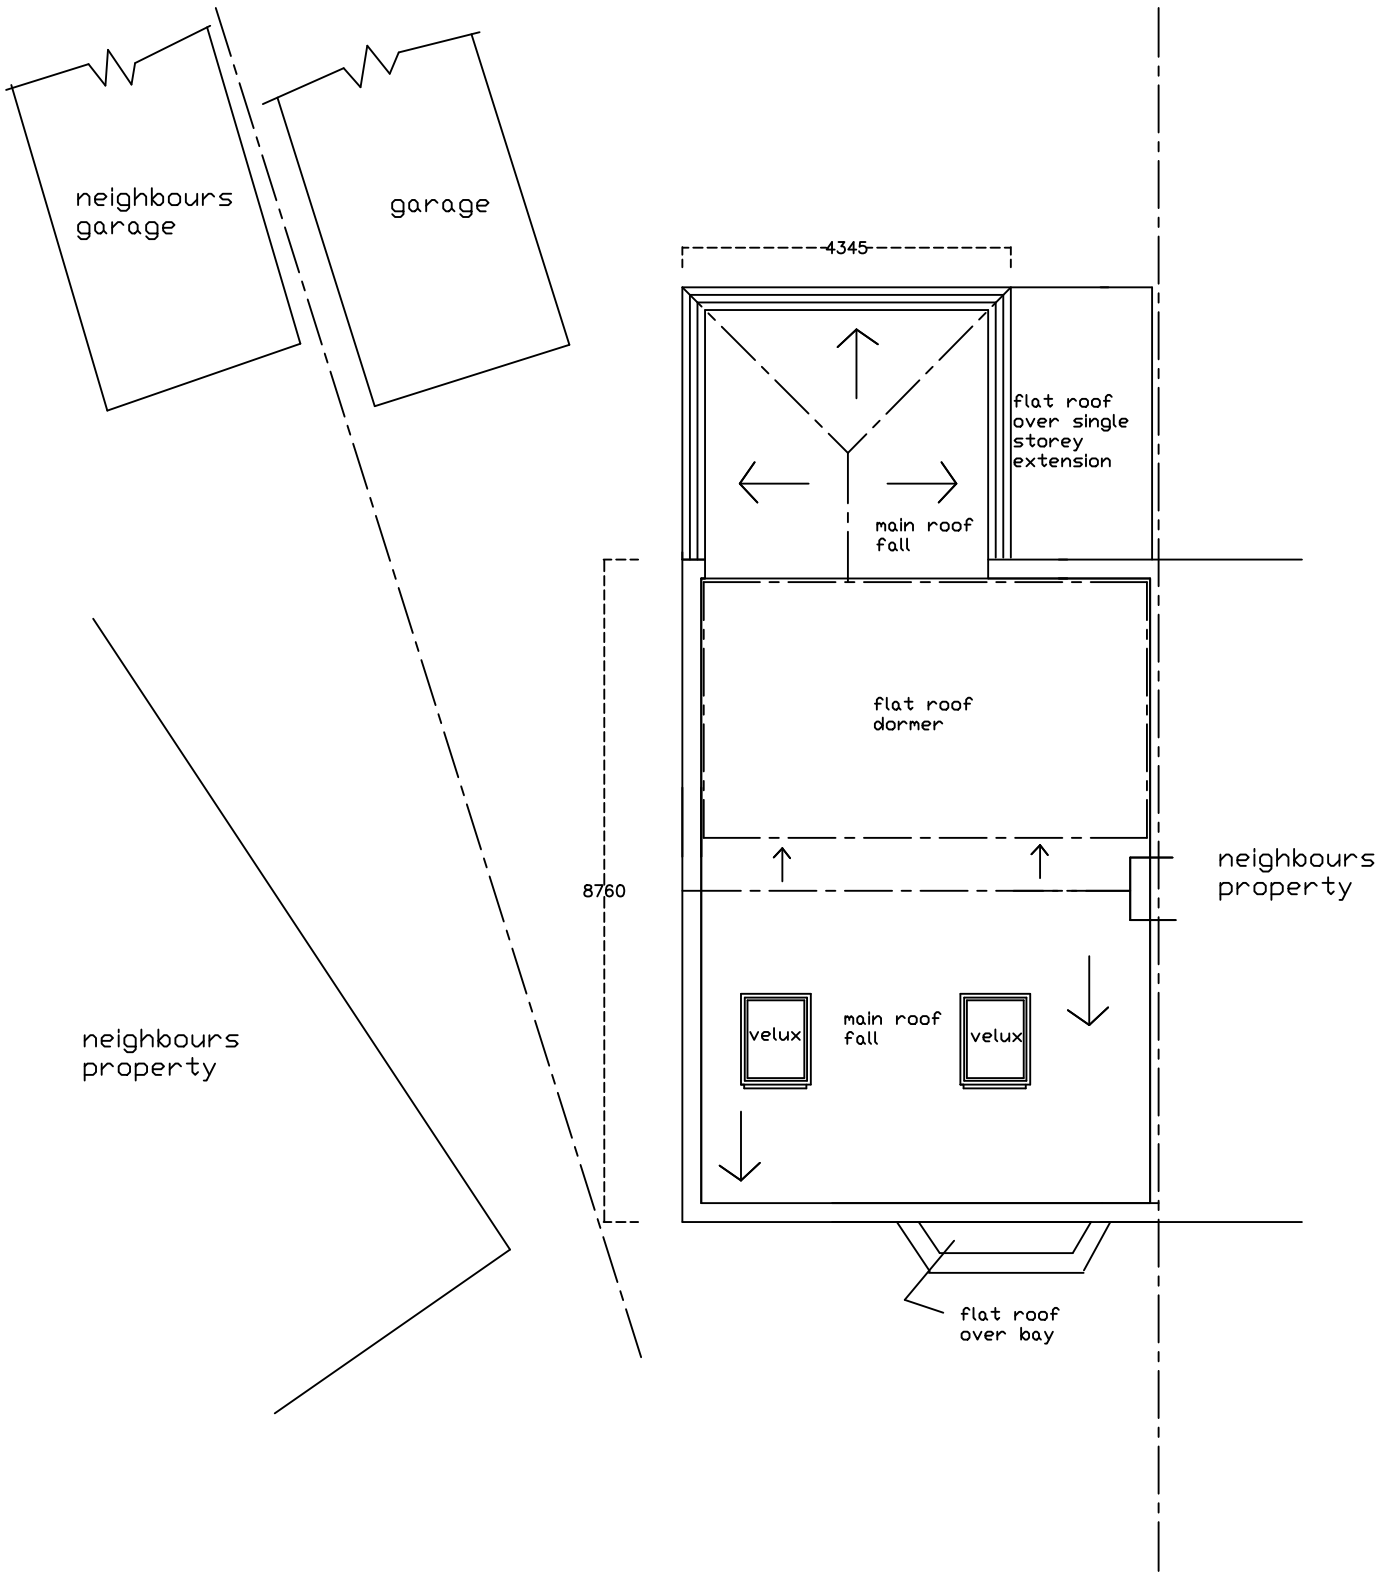 neighbours
garage
garage
4345
flat roof
over single
storey
extension
main roof
fall
flat roof
dormer
neighbours
property
8760
velux
main roof
fall
velux
neighbours
property
flat roof
over bay